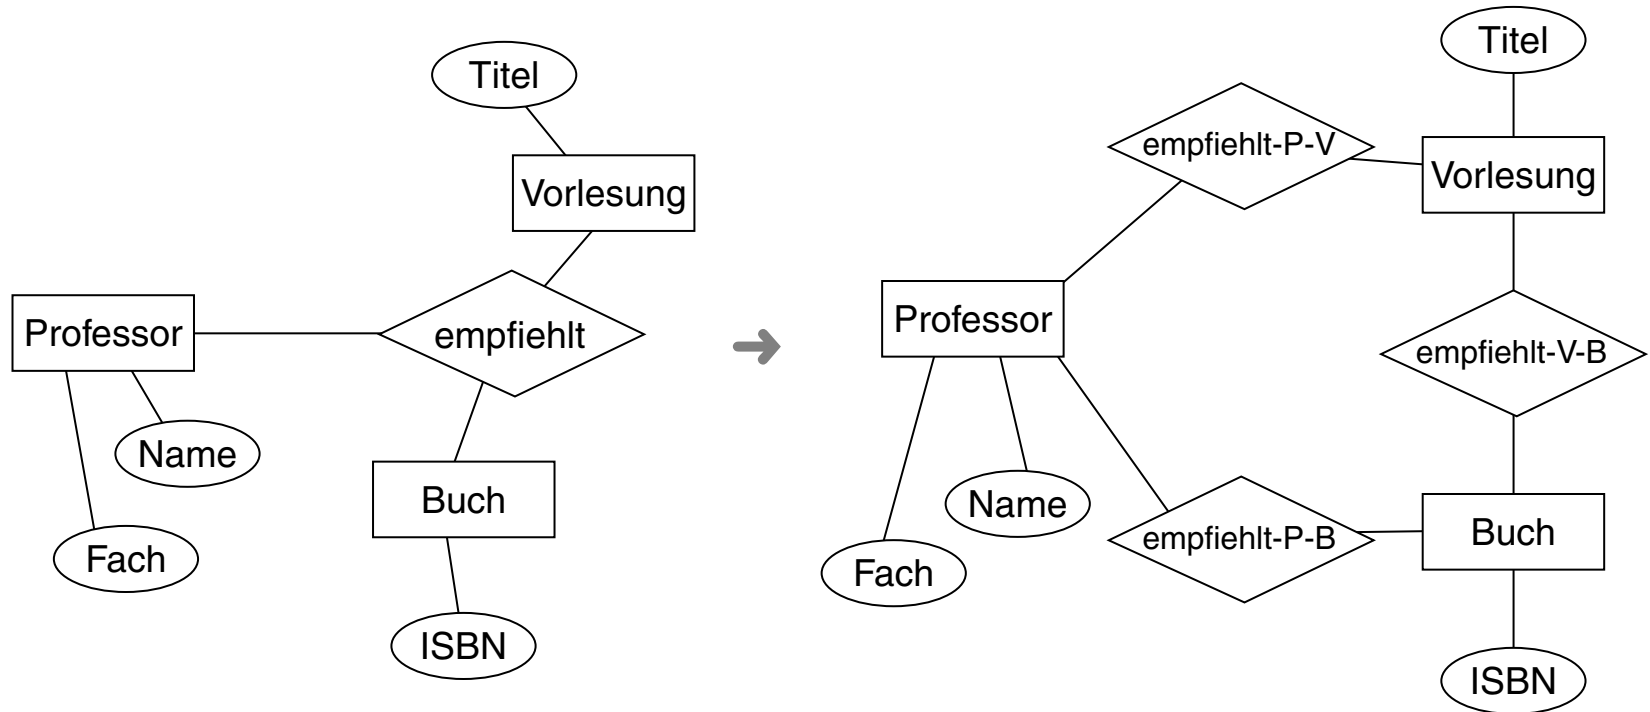 Titel
Vorlesung
Professor
empfiehlt
Name
Buch
Fach
ISBN
Titel
empfiehlt-P-V
Vorlesung
Professor
empfiehlt-V-B
Name
empfiehlt-P-B
Buch
Fach
ISBN